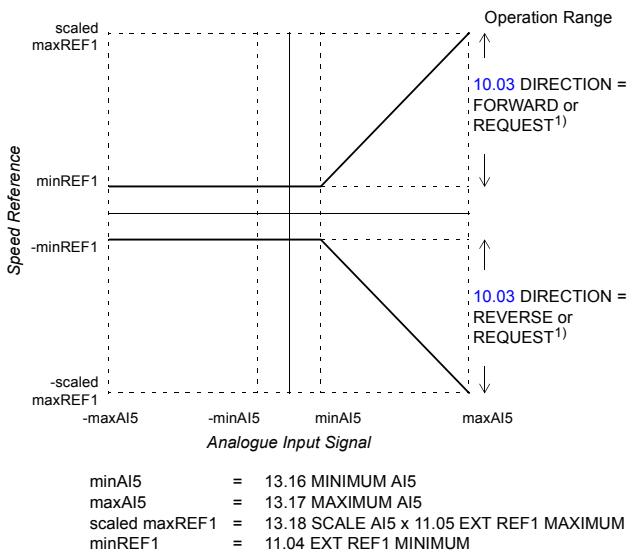 Operation Range
scaled
maxREF1
10.03 DIRECTION =
FORWARD or
REQUEST1)
minREF1
Speed Reference
-minREF1
10.03 DIRECTION =
REVERSE or
REQUEST1)
-scaled
maxREF1
-maxAI5 -minAI5 minAI5 maxAI5
Analogue Input Signal
minAI5 = 13.16 MINIMUM AI5
maxAI5 = 13.17 MAXIMUM AI5
scaled maxREF1 = 13.18 SCALE AI5 x 11.05 EXT REF1 MAXIMUM
minREF1 = 11.04 EXT REF1 MINIMUM